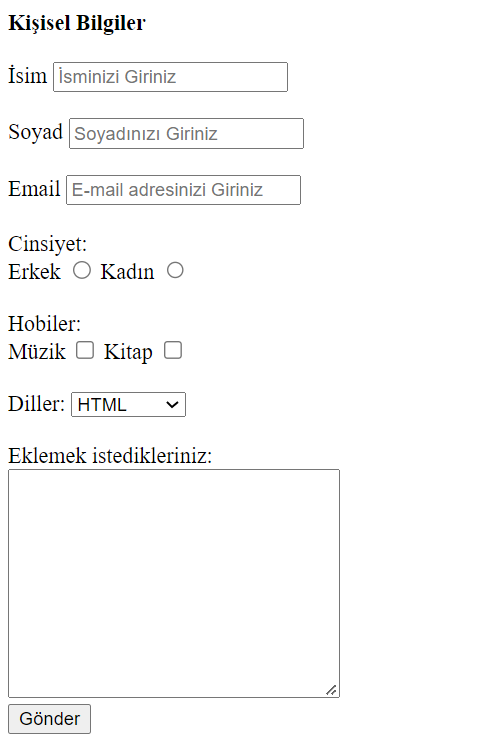 Kişisel Bilgiler
İsim İsminizi Giriniz
Soyad Soyadınızı Giriniz
Email E-mail adresinizi Giriniz
Cinsiyet:
Erkek Kadın
Hobiler:
Müzik Kitap
Diller: HTML
Eklemek istedikleriniz:
Gönder